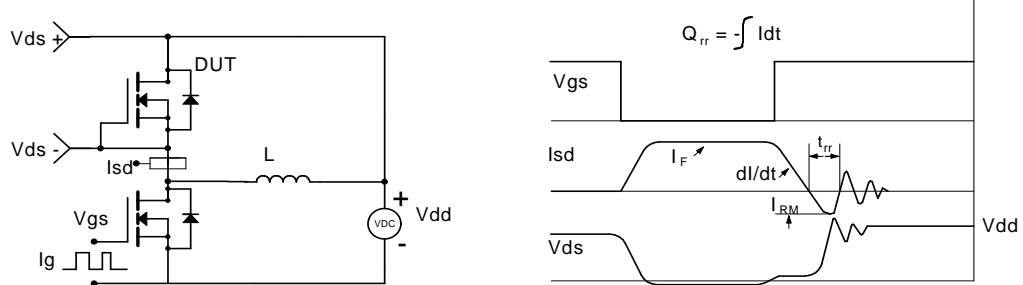 Vds +
DUT
Vds -
Isd
L
Vgs
Ig
+
VDC
-
Vdd
Q rr = - ∫ Idt
Vgs
Isd
I F
dI/dt
t rr
I RM
Vds
Vdd